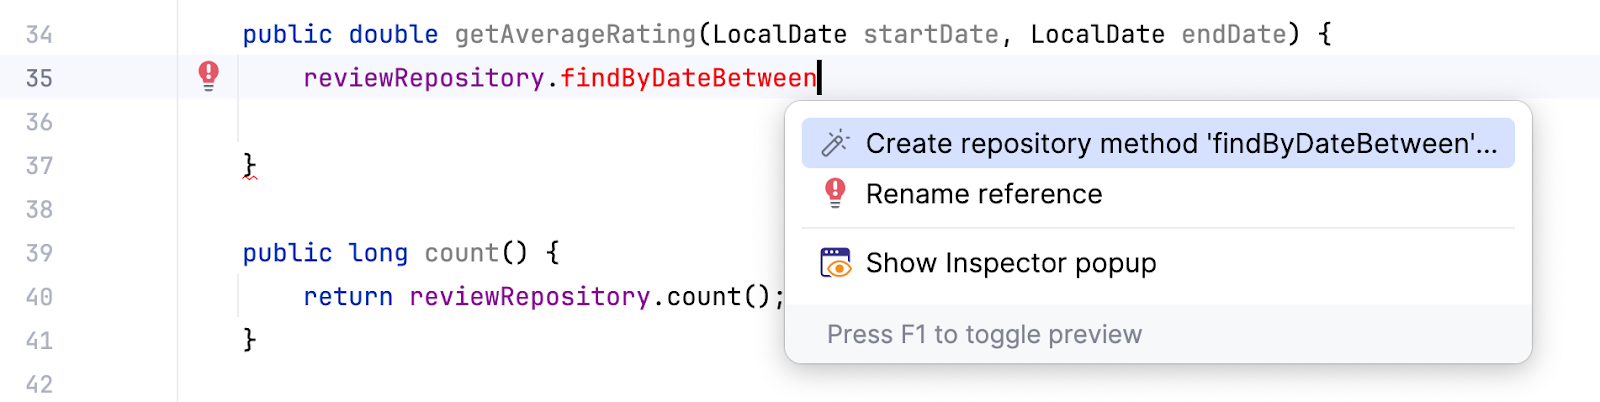 34 public double getAverageRating(LocalDate startDate, LocalDate endDate) {
35 reviewRepository.findByDateBetween
36
Create repository method 'findByDateBetween'...
37 }
Rename reference
38
39 public long count() {
Show Inspector popup
40 return reviewRepository.count();
41 }
Press F1 to toggle preview
42